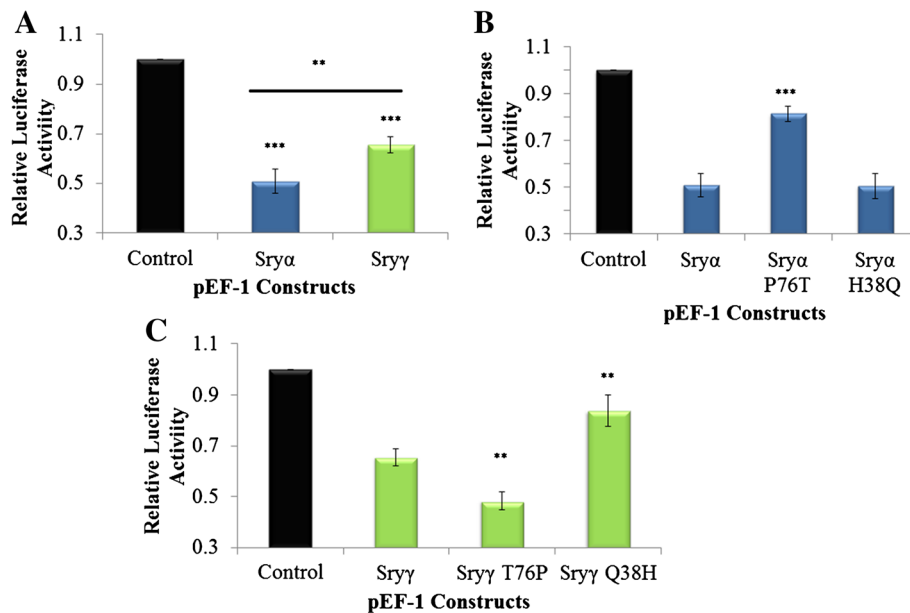 A
Relative Luciferase
Activiity
1.1
0.9
0.7
0.5
0.3
**
***
***
Control Sryα Sryγ
pEF-1 Constructs
B
Relative Luciferase
Activity
1.1
0.9
0.7
0.5
0.3
***
Control Sryα Sryα Sryα
P76T H38Q
pEF-1 Constructs
C
Relative Luciferase
Activiity
1.1
0.9
0.7
0.5
0.3
**
**
Control Sryγ Sryγ T76P Sryγ Q38H
pEF-1 Constructs